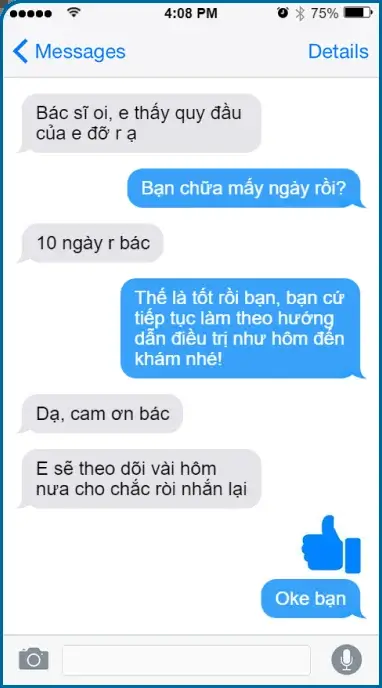 4:08 PM
75%
Messages
Details
Bác sĩ oi, e thấy quy đầu
của e đỡ r ạ
Bạn chữa mấy ngày rồi?
10 ngày r bác
Thế là tốt rồi bạn, bạn cứ
tiếp tục làm theo hướng
dẫn điều trị như hôm đến
khám nhé!
Dạ, cam ơn bác
E sẽ theo dõi vài hôm
nưa cho chắc ròi nhắn lại
Oke bạn